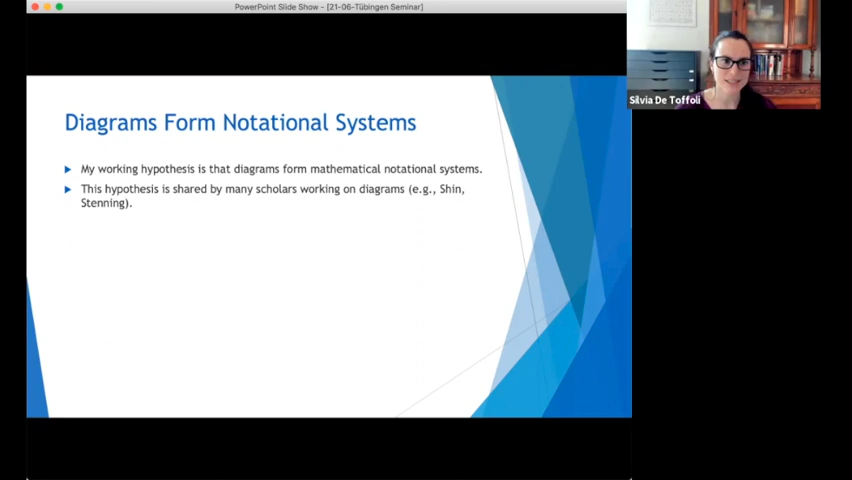 PowerPoint Slide Show - [21-06-Tübingen Seminar]
Silvia De Toffoli
Diagrams Form Notational Systems
My working hypothesis is that diagrams form mathematical notational systems.
This hypothesis is shared by many scholars working on diagrams (e.g., Shin,
Stenning).